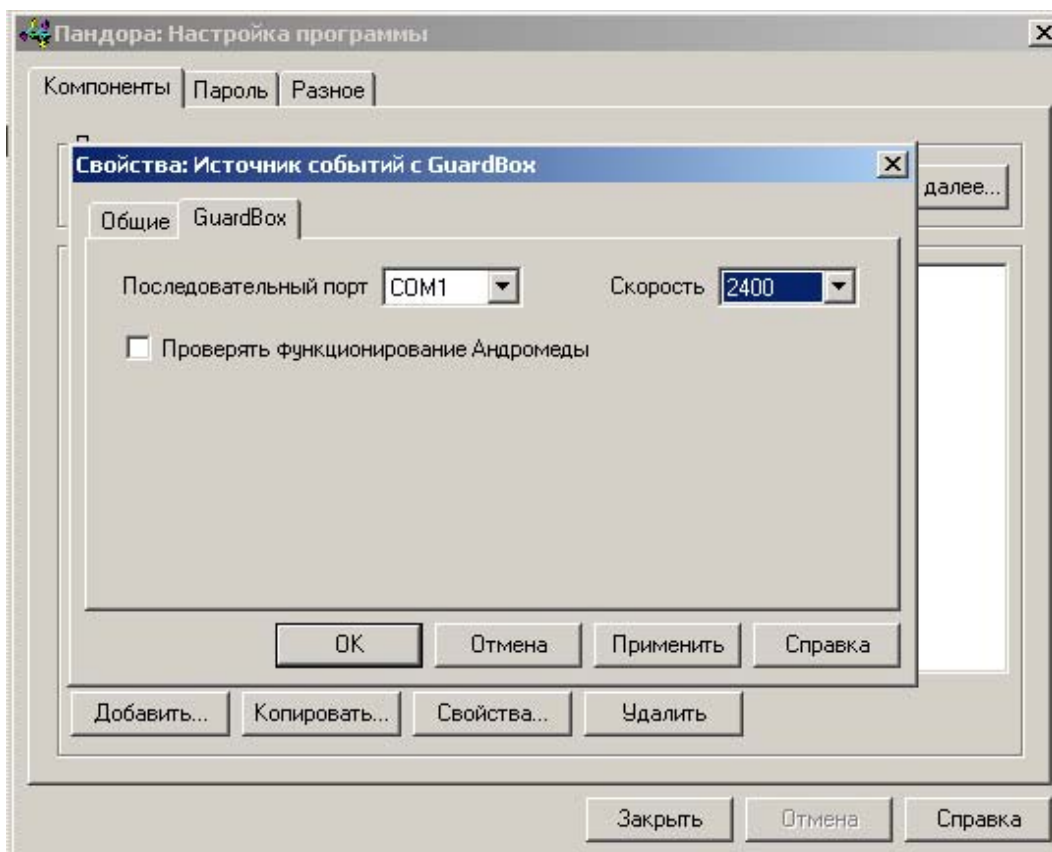 Пандора: Настройка программы
Компоненты Пароль Разное
Свойства: Источник событий с GuardBox
далее...
Общие GuardBox
Последовательный порт COM1 Скорость 2400
Проверять функционирование Андромеды
OK Отмена Применить Справка
Добавить... Копировать... Свойства... Удалить
Закрыть Отмена Справка